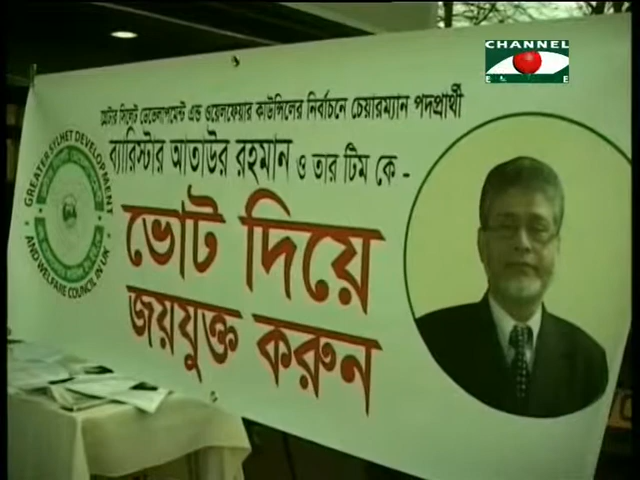 CHANNEL
গ্রেটার সিলেট ডেভেলাপমেন্ট এন্ড ওয়েলফেয়ার কাউন্সিলের নির্বাচনে চেয়ারম্যান পদপ্রার্থী
ব্যারিস্টার আতাউর রহমান ও তার টিম কে -
ভোট দিয়ে
জয়যুক্ত করুন
GREATER SYLHET DEVELOPMENT
AND WELFARE COUNCIL IN UK